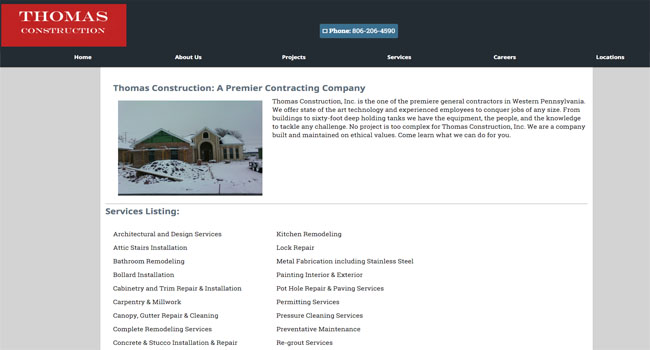 THOMAS
CONSTRUCTION
Phone: 806-206-4590
Home About Us Projects Services Careers Locations
Thomas Construction: A Premier Contracting Company
Thomas Construction, Inc. is the one of the premiere general contractors in Western Pennsylvania.
We offer state of the art technology and experienced employees to conquer jobs of any size. From
buildings to sixty-foot deep holding tanks we have the equipment, the people, and the knowledge
to tackle any challenge. No project is too complex for Thomas Construction, Inc. We are a company
built and maintained on ethical values. Come learn what we can do for you.
Services Listing:
Architectural and Design Services
Attic Stairs Installation
Bathroom Remodeling
Bollard Installation
Cabinetry and Trim Repair & Installation
Carpentry & Millwork
Canopy, Gutter Repair & Cleaning
Complete Remodeling Services
Concrete & Stucco Installation & Repair
Kitchen Remodeling
Lock Repair
Metal Fabrication including Stainless Steel
Painting Interior & Exterior
Pot Hole Repair & Paving Services
Permitting Services
Pressure Cleaning Services
Preventative Maintenance
Re-grout Services